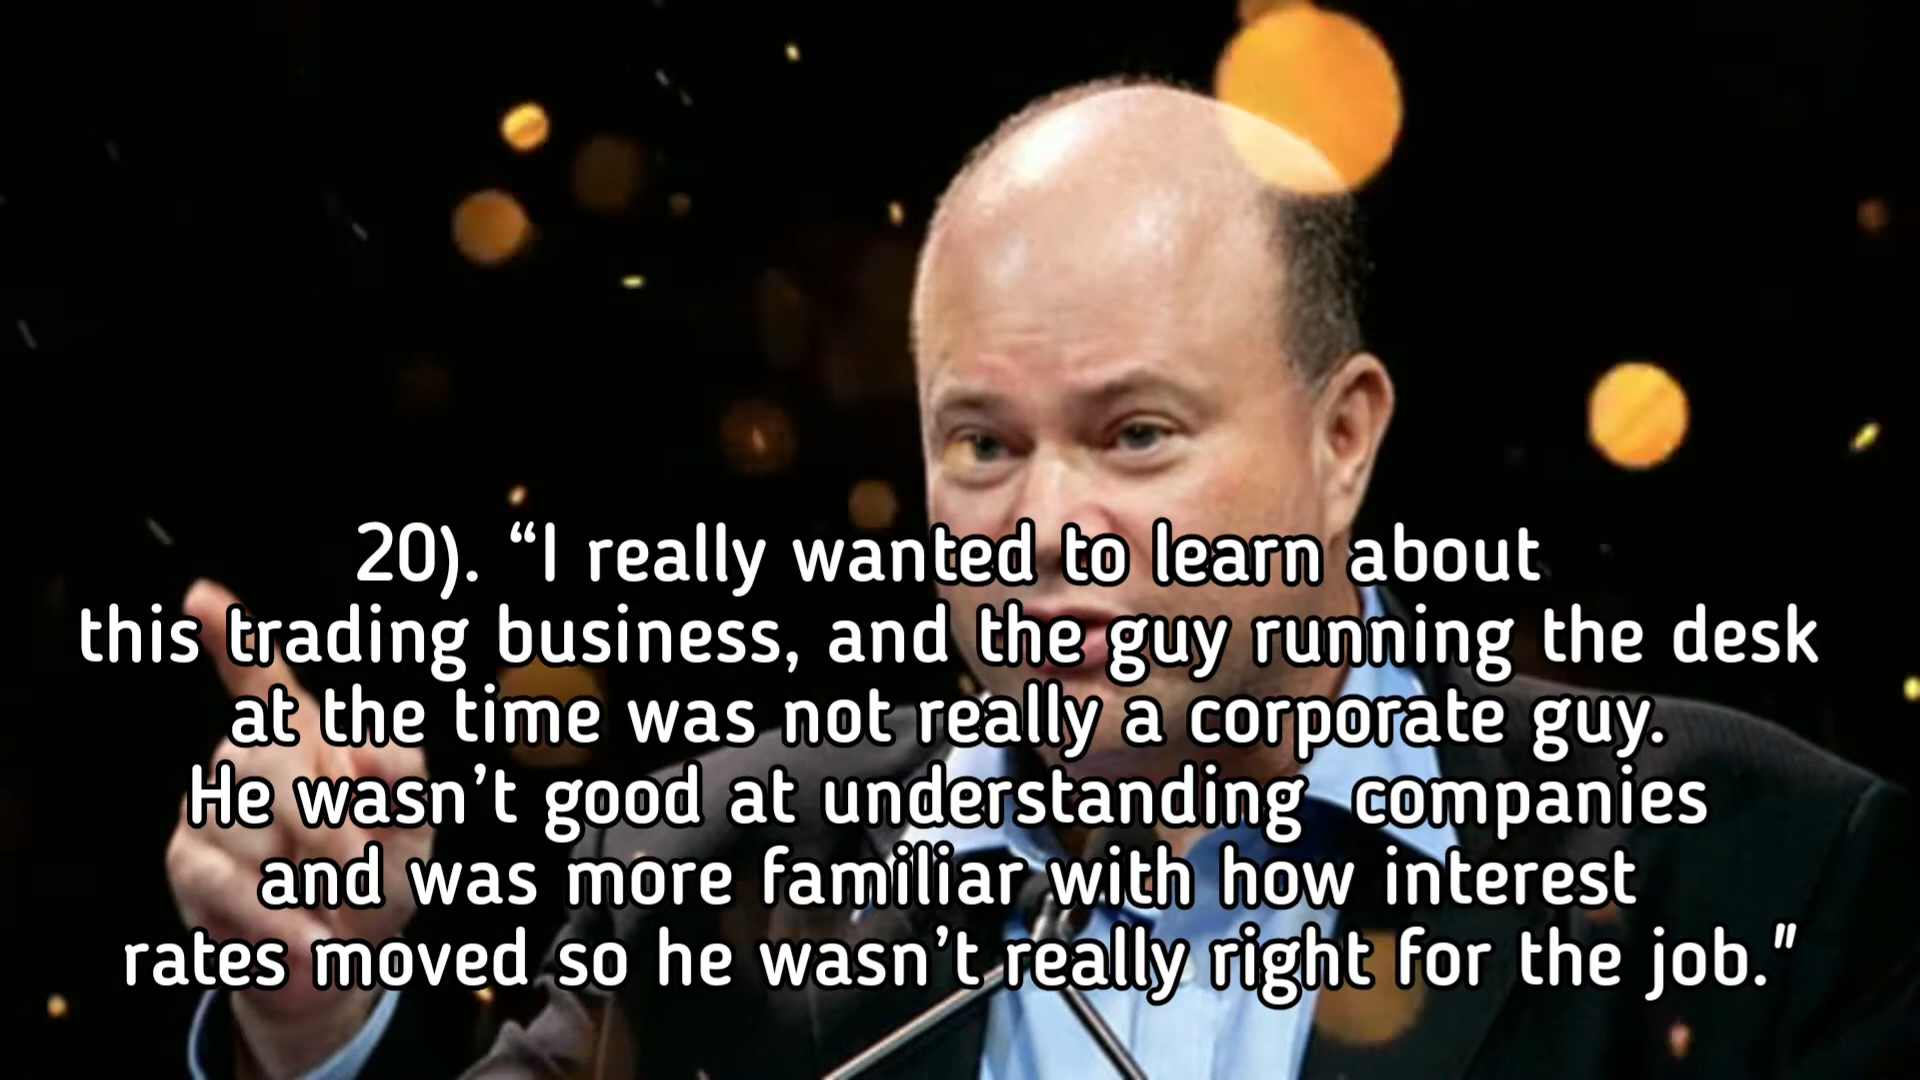 20). “I really wanted to learn about
this trading business, and the guy running the desk
at the time was not really a corporate guy.
He wasn’t good at understanding  companies
and was more familiar with how interest
rates moved so he wasn’t really right for the job."